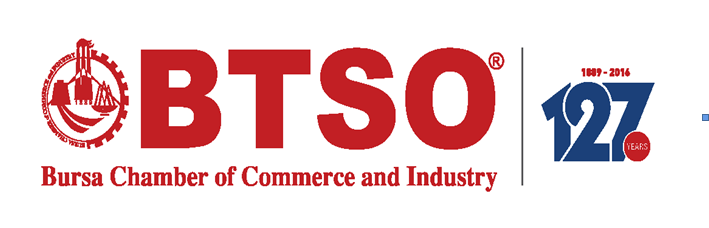 BTSO®
Bursa Chamber of Commerce and Industry
1889 - 2016
127
YEARS